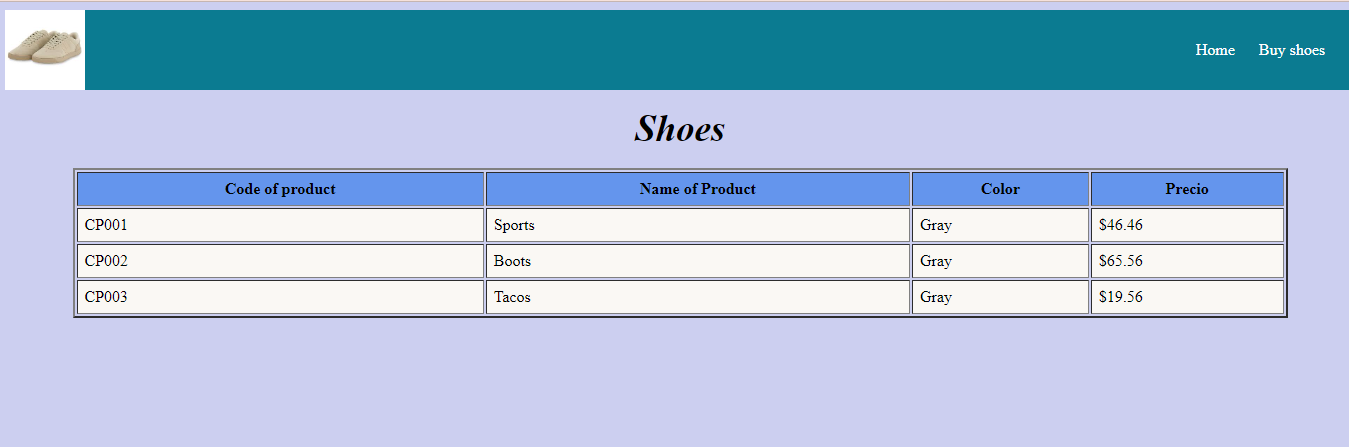 Home Buy shoes
Shoes
Code of product Name of Product Color Precio
CP001 Sports Gray $46.46
CP002 Boots Gray $65.56
CP003 Tacos Gray $19.56